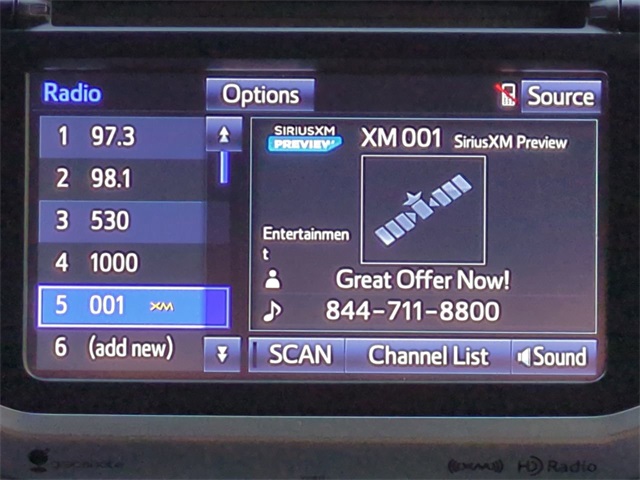 Radio
Options
Source
1 97.3
2 98.1
3 530
4 1000
5 001 XM
6 (add new)
SIRIUSXM
PREVIEW
XM 001 SiriusXM Preview
Entertainmen
t
Great Offer Now!
844-711-8800
SCAN
Channel List
Sound
gracenote
((XM)) HD Radio